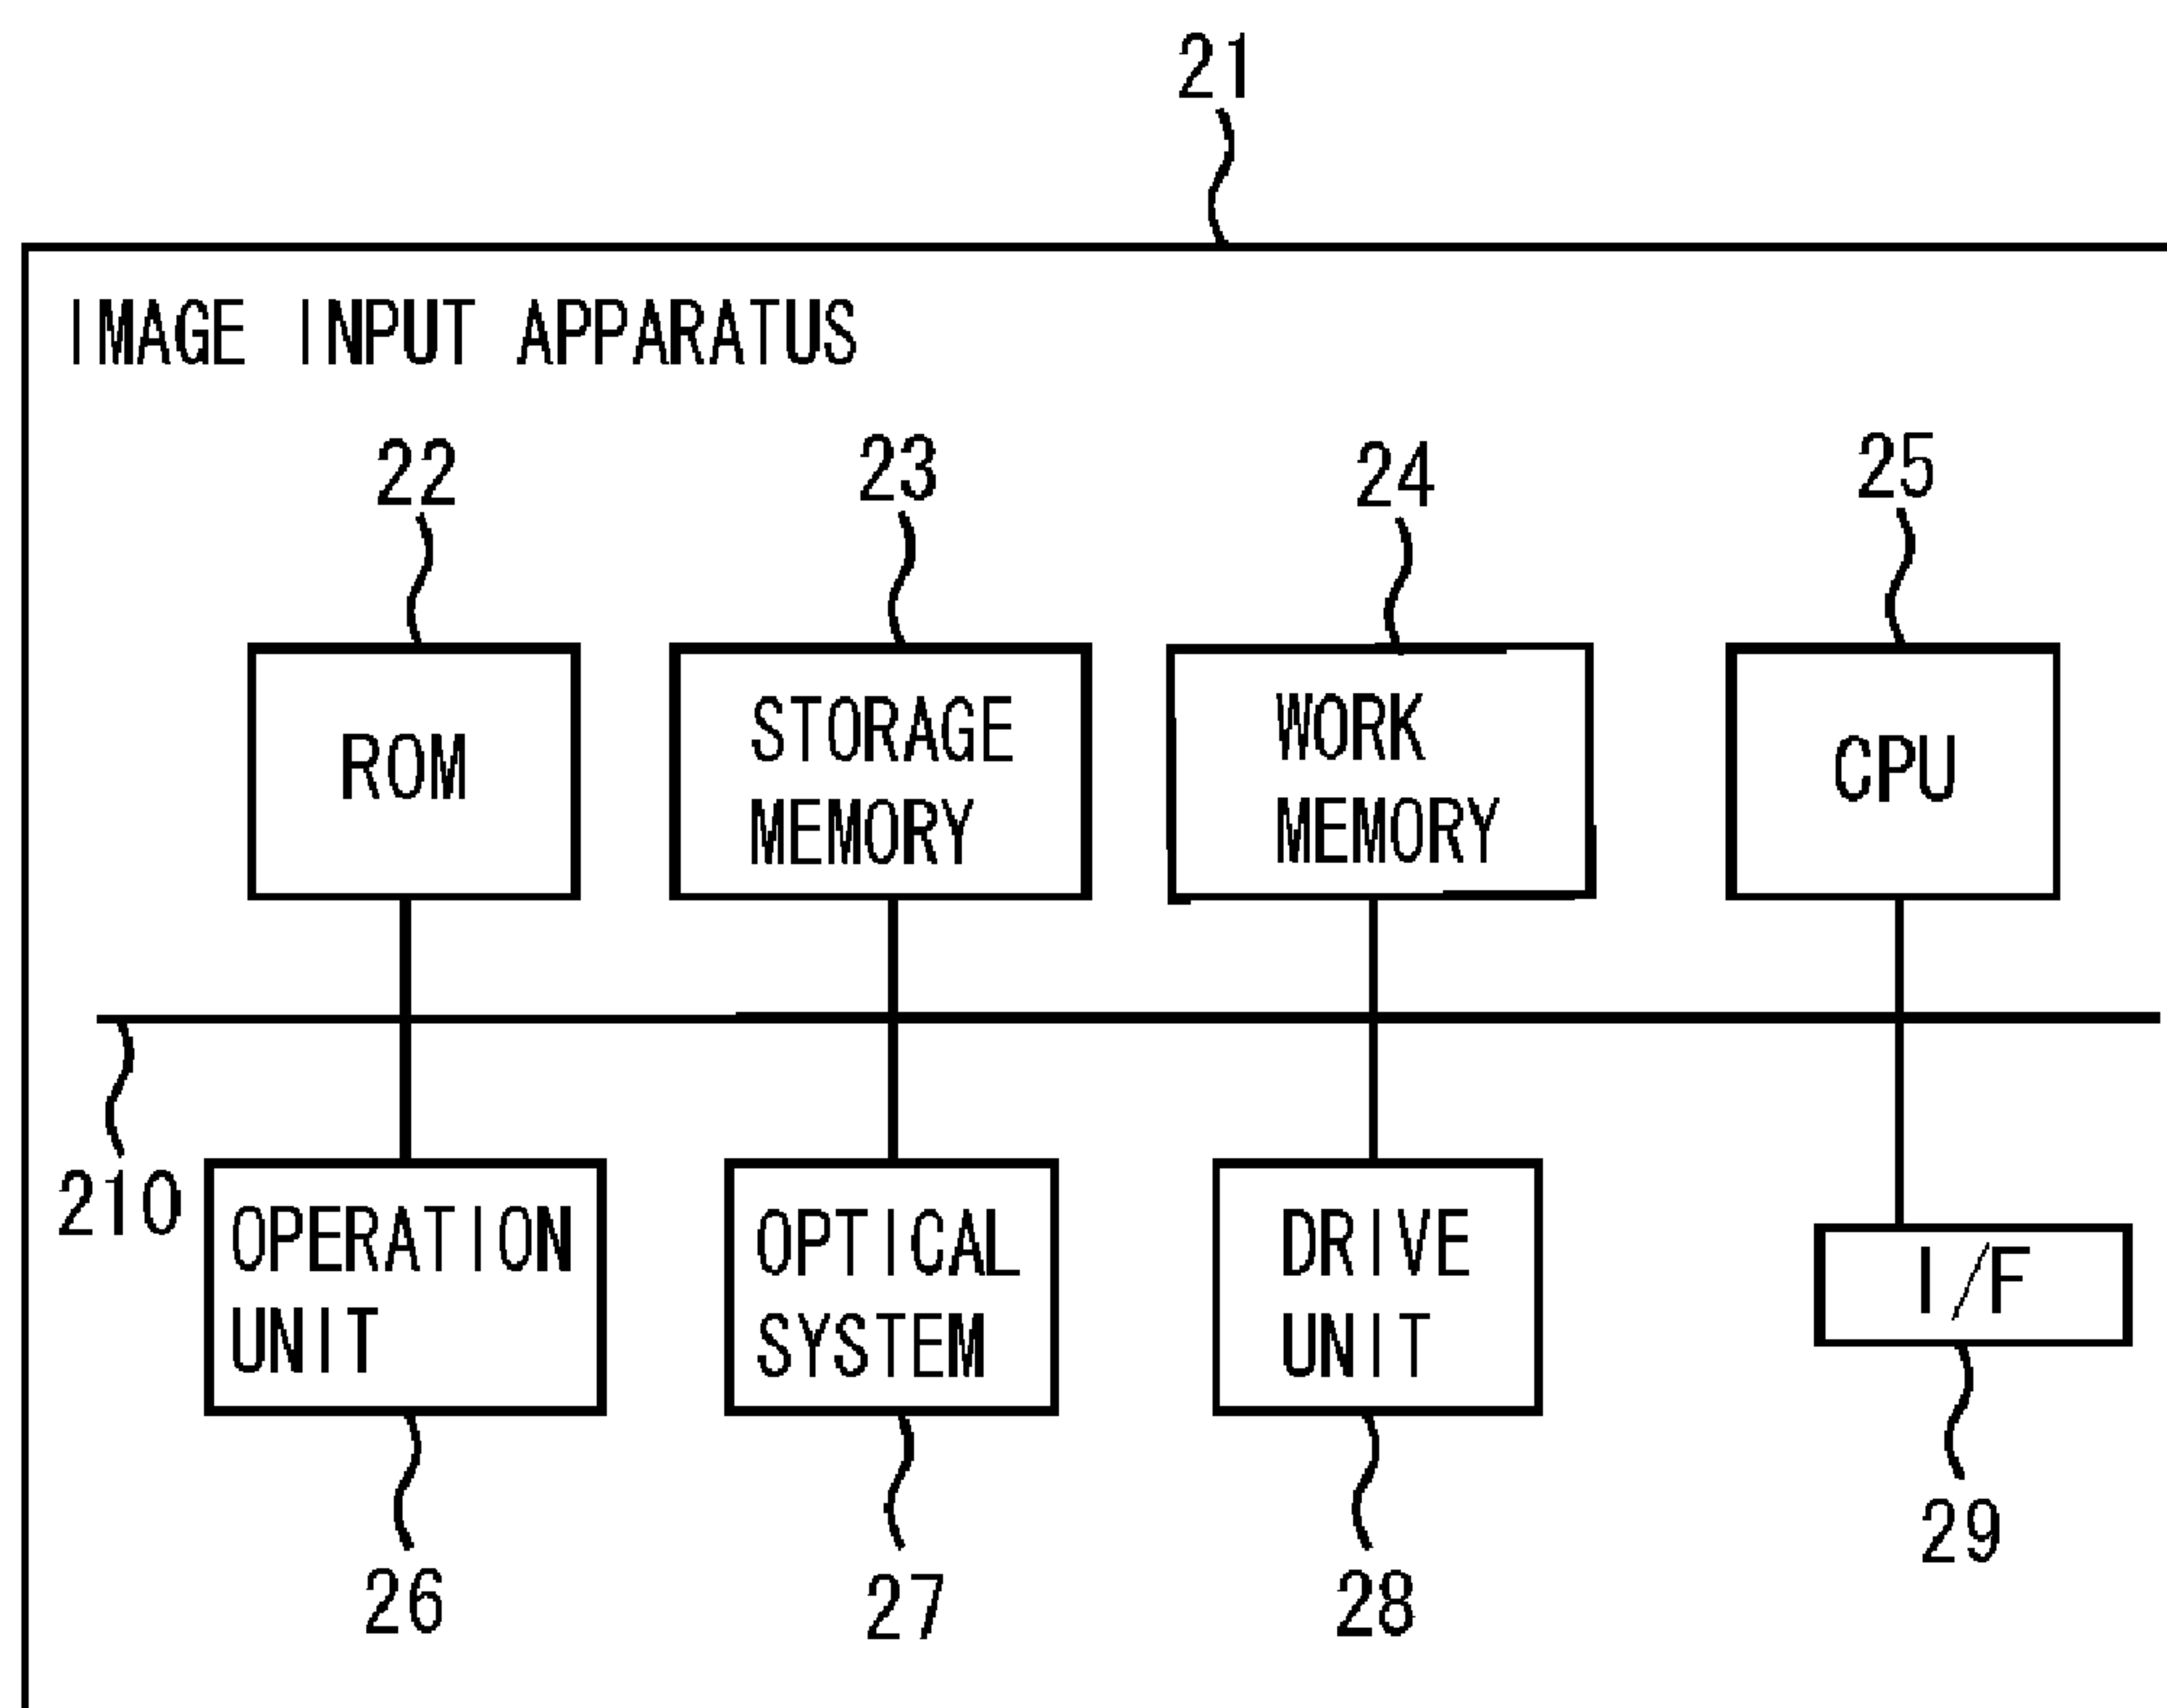 21
IMAGE INPUT APPARATUS
22
23
24
25
ROM
STORAGE
MEMORY
WORK
MEMORY
CPU
210
OPERATION
UNIT
OPTICAL
SYSTEM
DRIVE
UNIT
I/F
26
27
28
29